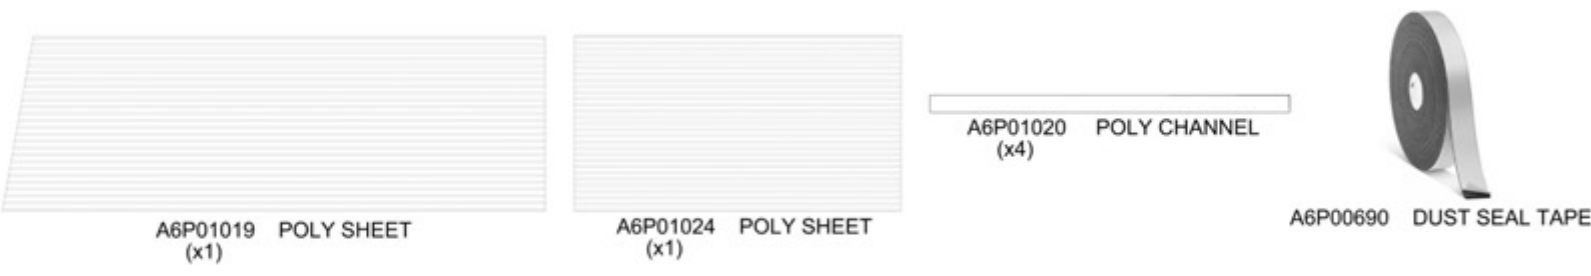 A6P01019 POLY SHEET
(x1)
A6P01024 POLY SHEET
(x1)
A6P01020 POLY CHANNEL
(x4)
A6P00690 DUST SEAL TAPE